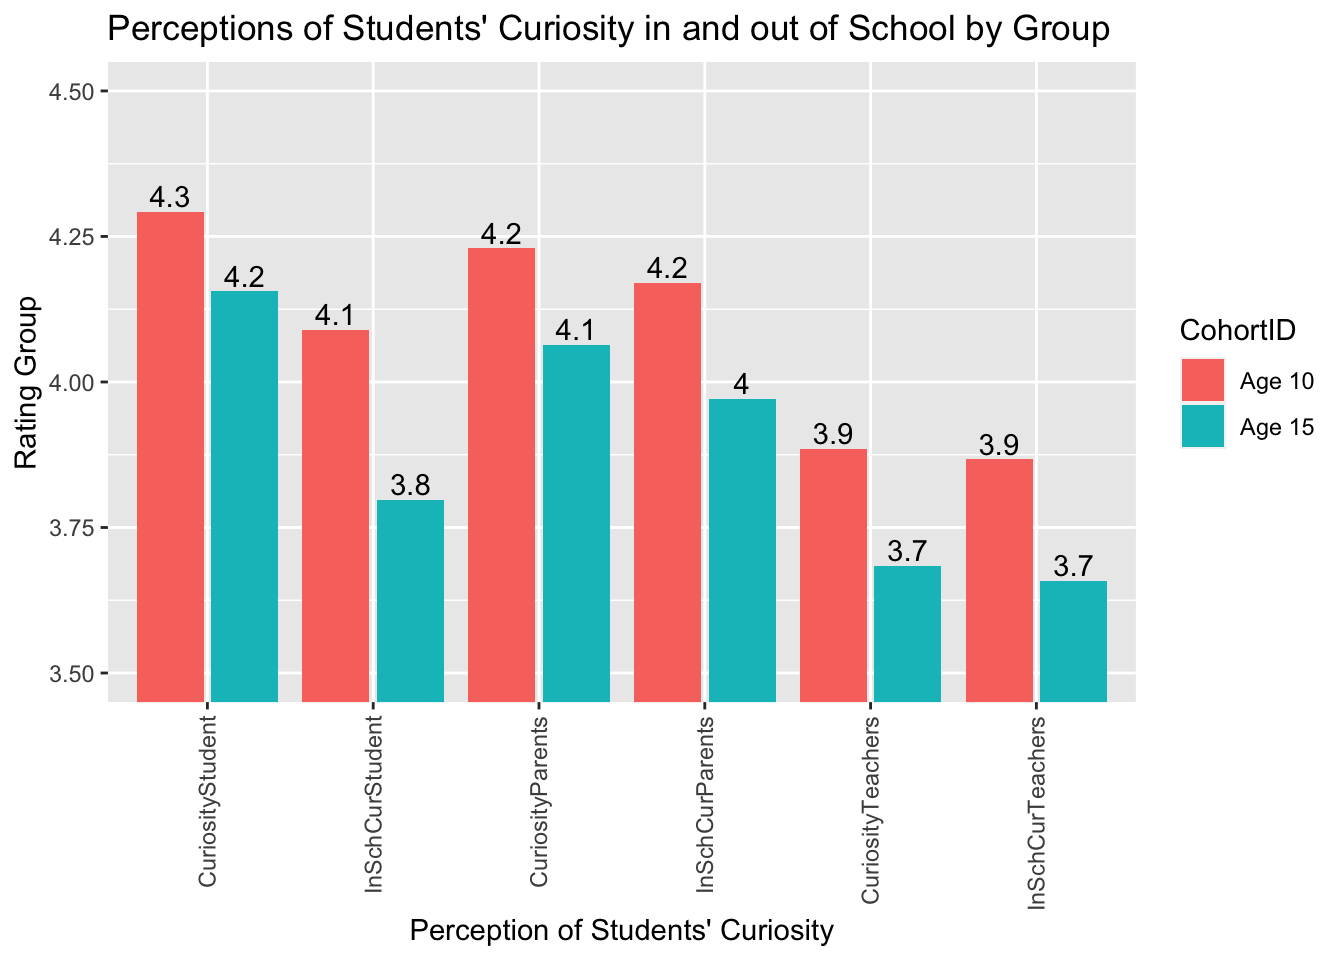 Perceptions of Students' Curiosity in and out of School by Group
Rating Group
4.50
4.25
4.00
3.75
3.50
4.3
4.2
4.1
3.8
4.2
4.1
4.2
4
3.9
3.7
3.9
3.7
CuriosityStudent
InSchCurStudent
CuriosityParents
InSchCurParents
CuriosityTeachers
InSchCurTeachers
Perception of Students' Curiosity
CohortID
Age 10
Age 15